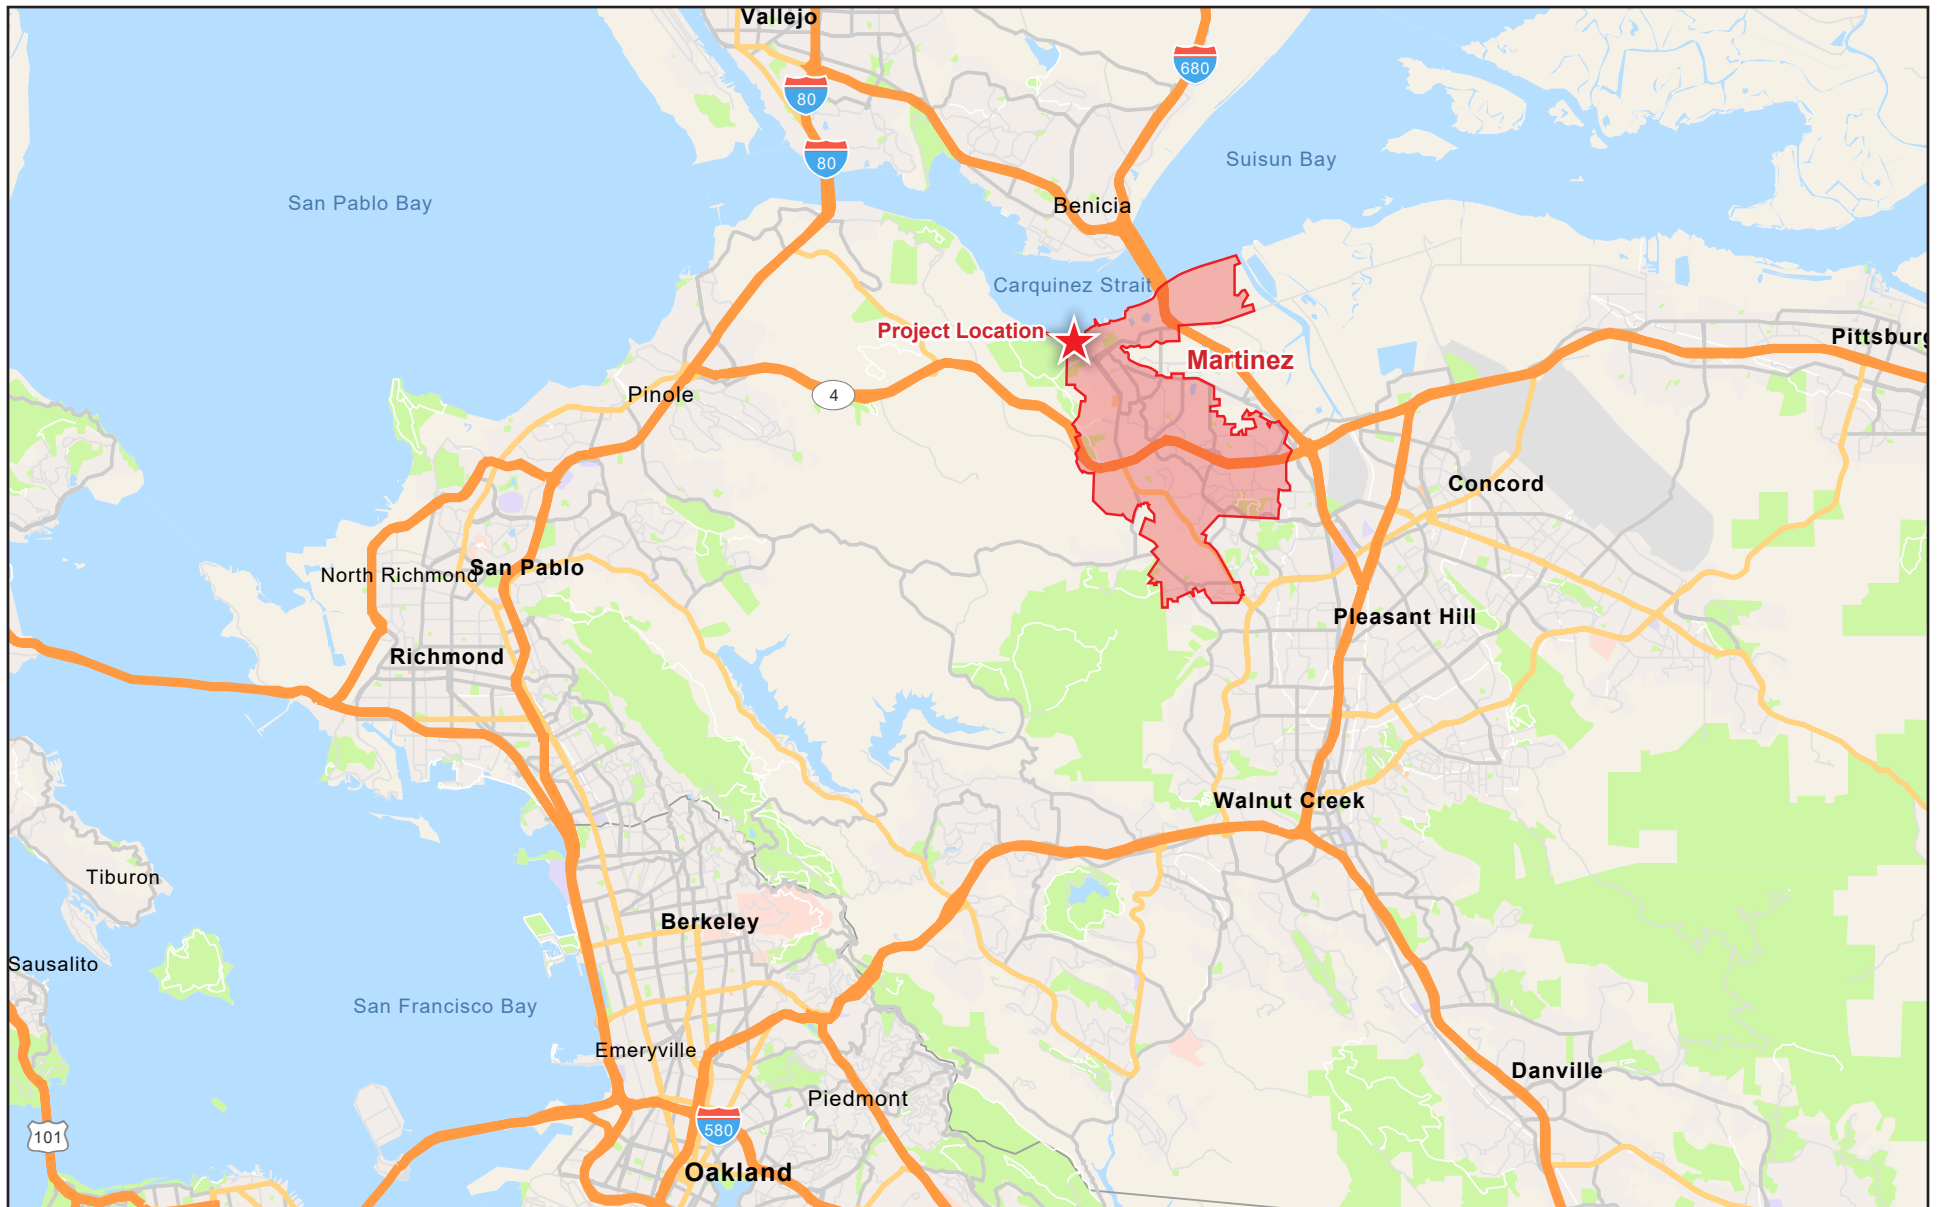 Vallejo
680
80
80
Suisun Bay
San Pablo Bay
Benicia
Carquinez Strait
Project Location
Pittsburg
Martinez
Pinole
4
Concord
North Richmond
San Pablo
Pleasant Hill
Richmond
Walnut Creek
Tiburon
Berkeley
Sausalito
San Francisco Bay
Emeryville
Danville
Piedmont
580
101
Oakland